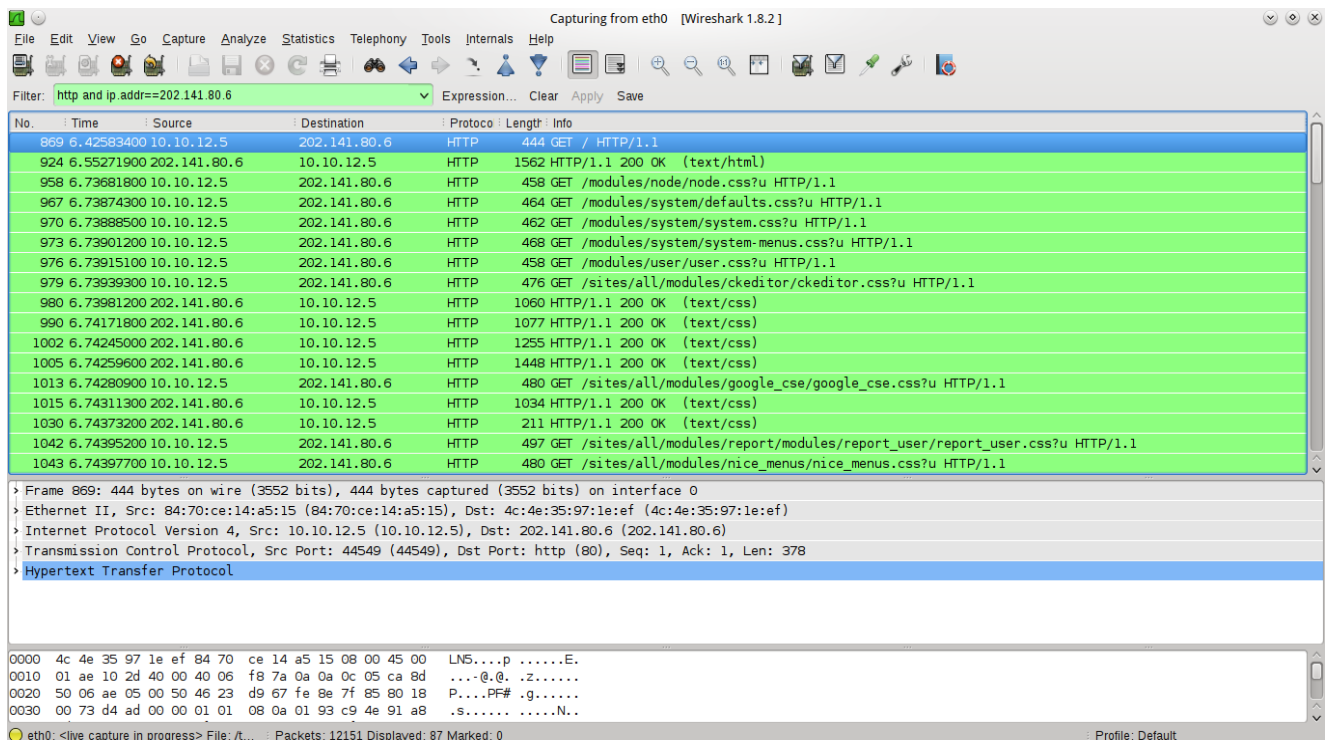 Capturing from eth0 [Wireshark 1.8.2 ]
File Edit View Go Capture Analyze Statistics Telephony Tools Internals Help
Filter: http and ip.addr==202.141.80.6 Expression... Clear Apply Save
No. Time Source Destination Protoco Length Info
869 6.42583400 10.10.12.5 202.141.80.6 HTTP 444 GET / HTTP/1.1
924 6.55271900 202.141.80.6 10.10.12.5 HTTP 1562 HTTP/1.1 200 OK (text/html)
958 6.73681800 10.10.12.5 202.141.80.6 HTTP 458 GET /modules/node/node.css?u HTTP/1.1
967 6.73874300 10.10.12.5 202.141.80.6 HTTP 464 GET /modules/system/defaults.css?u HTTP/1.1
970 6.73888500 10.10.12.5 202.141.80.6 HTTP 462 GET /modules/system/system.css?u HTTP/1.1
973 6.73901200 10.10.12.5 202.141.80.6 HTTP 468 GET /modules/system/system-menus.css?u HTTP/1.1
976 6.73915100 10.10.12.5 202.141.80.6 HTTP 458 GET /modules/user/user.css?u HTTP/1.1
979 6.73939300 10.10.12.5 202.141.80.6 HTTP 476 GET /sites/all/modules/ckeditor/ckeditor.css?u HTTP/1.1
980 6.73981200 202.141.80.6 10.10.12.5 HTTP 1060 HTTP/1.1 200 OK (text/css)
990 6.74171800 202.141.80.6 10.10.12.5 HTTP 1077 HTTP/1.1 200 OK (text/css)
1002 6.74245000 202.141.80.6 10.10.12.5 HTTP 1255 HTTP/1.1 200 OK (text/css)
1005 6.74259600 202.141.80.6 10.10.12.5 HTTP 1448 HTTP/1.1 200 OK (text/css)
1013 6.74280900 10.10.12.5 202.141.80.6 HTTP 480 GET /sites/all/modules/google_cse/google_cse.css?u HTTP/1.1
1015 6.74311300 202.141.80.6 10.10.12.5 HTTP 1034 HTTP/1.1 200 OK (text/css)
1030 6.74373200 202.141.80.6 10.10.12.5 HTTP 211 HTTP/1.1 200 OK (text/css)
1042 6.74395200 10.10.12.5 202.141.80.6 HTTP 497 GET /sites/all/modules/report/modules/report_user/report_user.css?u HTTP/1.1
1043 6.74397700 10.10.12.5 202.141.80.6 HTTP 480 GET /sites/all/modules/nice_menus/nice_menus.css?u HTTP/1.1
Frame 869: 444 bytes on wire (3552 bits), 444 bytes captured (3552 bits) on interface 0
Ethernet II, Src: 84:70:ce:14:a5:15 (84:70:ce:14:a5:15), Dst: 4c:4e:35:97:1e:ef (4c:4e:35:97:1e:ef)
Internet Protocol Version 4, Src: 10.10.12.5 (10.10.12.5), Dst: 202.141.80.6 (202.141.80.6)
Transmission Control Protocol, Src Port: 44549 (44549), Dst Port: http (80), Seq: 1, Ack: 1, Len: 378
Hypertext Transfer Protocol
0000 4c 4e 35 97 1e ef 84 70 ce 14 a5 15 08 00 45 00 LN5....p ......E.
0010 01 ae 10 2d 40 00 40 06 f8 7a 0a 0a 0c 05 ca 8d ...-@.@. .z......
0020 50 06 ae 05 00 50 46 23 d9 67 fe 8e 7f 85 80 18 P....PF# .g......
0030 00 73 d4 ad 00 00 01 01 08 0a 01 93 c9 4e 91 a8 .s...... .....N..
eth0: <live capture in progress> File: /t... Packets: 12151 Displayed: 87 Marked: 0 Profile: Default